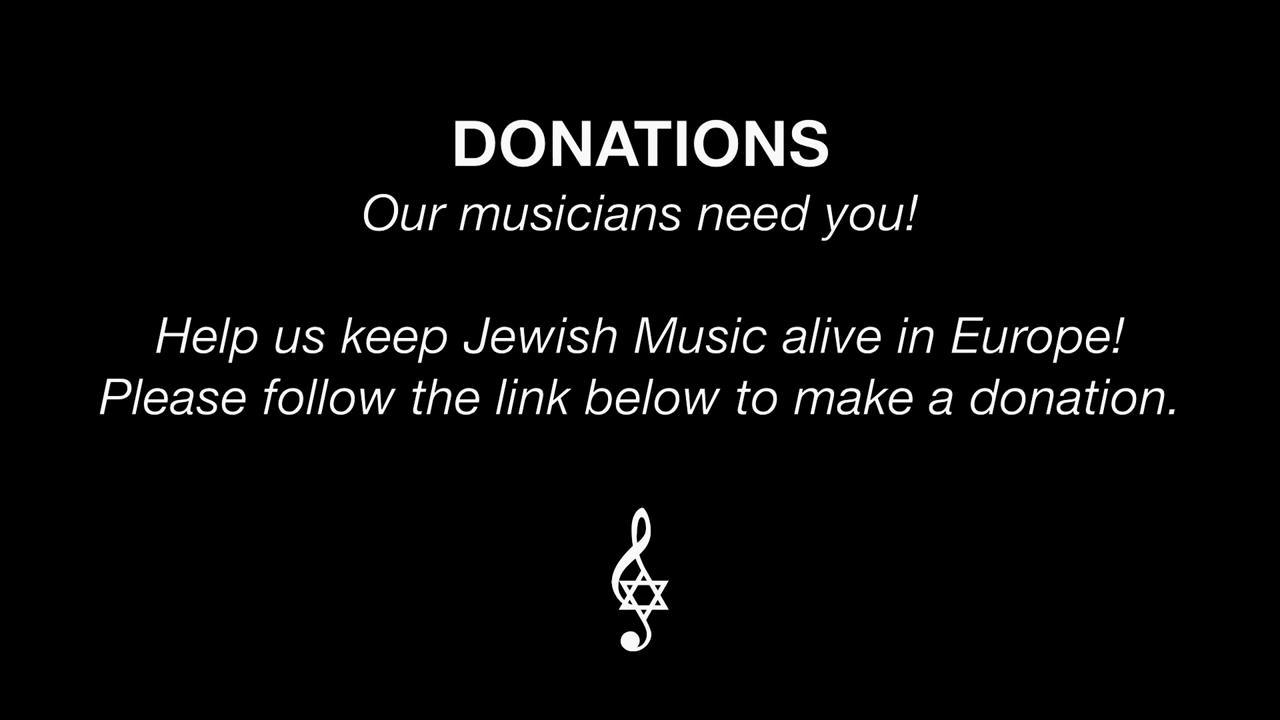 DONATIONS
Our musicians need you!
Help us keep Jewish Music alive in Europe!
Please follow the link below to make a donation.